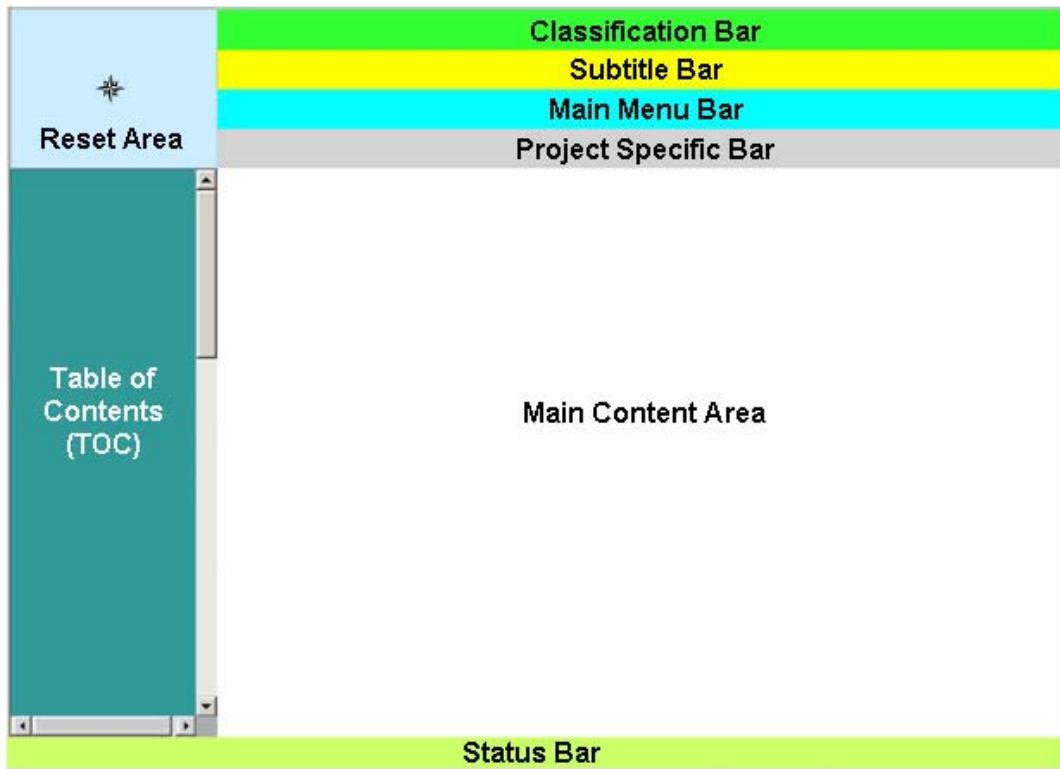 Classification Bar
Subtitle Bar
Main Menu Bar
Reset Area
Project Specific Bar
Table of
Contents
(TOC)
Main Content Area
Status Bar